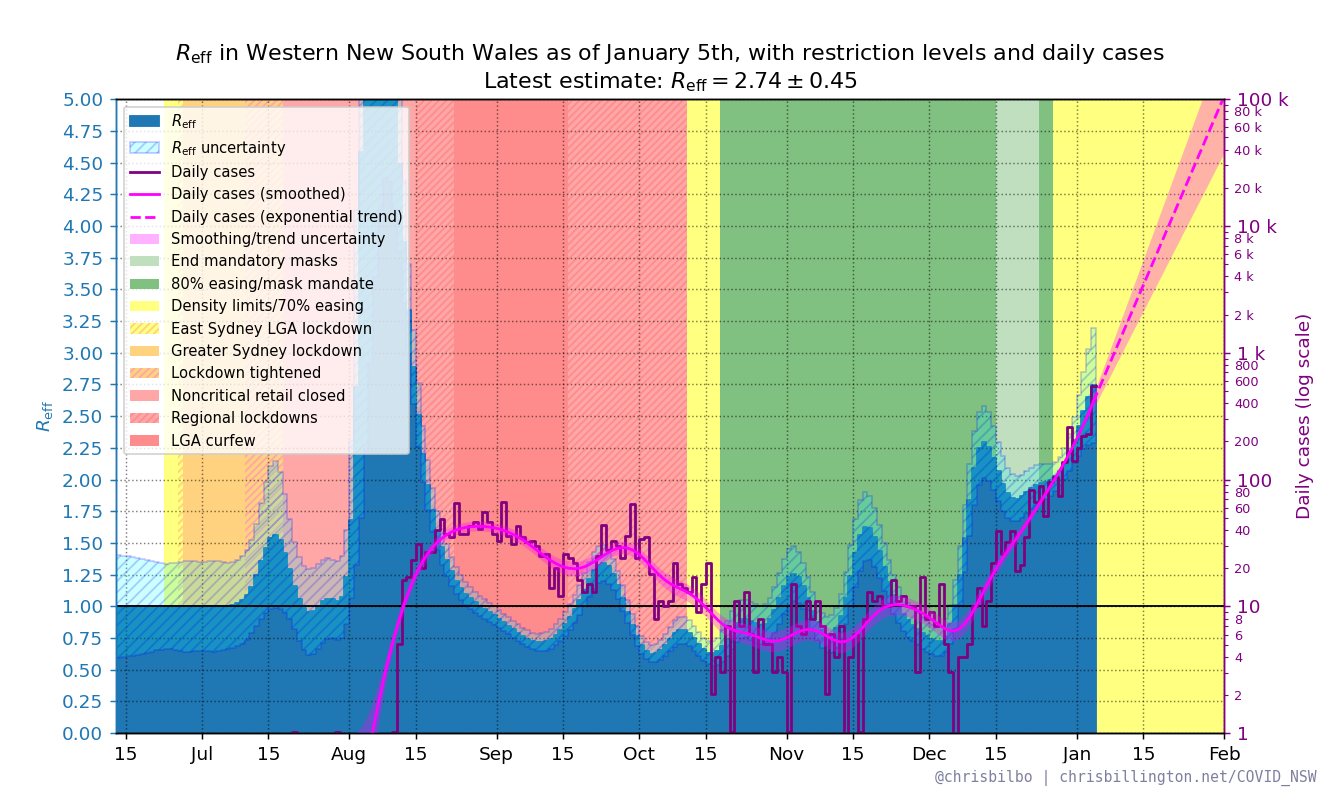 Reff in Western New South Wales as of January 5th, with restriction levels and daily cases
Latest estimate: Reff = 2.74 ± 0.45
5.00
4.75
4.50
4.25
4.00
3.75
3.50
3.25
3.00
2.75
2.50
2.25
2.00
1.75
1.50
1.25
1.00
0.75
0.50
0.25
0.00
Reff
Reff
Reff uncertainty
Daily cases
Daily cases (smoothed)
Daily cases (exponential trend)
Smoothing/trend uncertainty
End mandatory masks
80% easing/mask mandate
Density limits/70% easing
East Sydney LGA lockdown
Greater Sydney lockdown
Lockdown tightened
Noncritical retail closed
Regional lockdowns
LGA curfew
100 k
80 k
60 k
40 k
20 k
10 k
8 k
6 k
4 k
2 k
1 k
800
600
400
200
100
80
60
40
20
10
8
6
4
2
1
Daily cases (log scale)
15 Jul 15 Aug 15 Sep 15 Oct 15 Nov 15 Dec 15 Jan 15 Feb
@chrisbilbo | chrisbillington.net/COVID_NSW